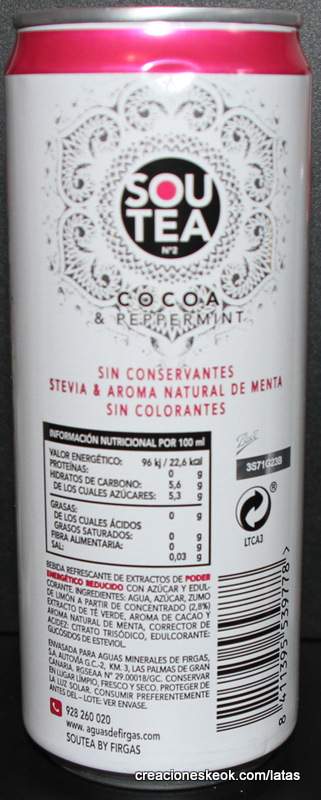 SOU
TEA
Nº2
COCOA
& PEPPERMINT
SIN CONSERVANTES
STEVIA & AROMA NATURAL DE MENTA
SIN COLORANTES
INFORMACIÓN NUTRICIONAL POR 100 ml
VALOR ENERGÉTICO: 96 kj / 22,6 kcal
PROTEÍNAS: 0 g
HIDRATOS DE CARBONO: 5,6 g
DE LOS CUALES AZÚCARES: 5,3 g
GRASAS: 0 g
DE LOS CUALES ÁCIDOS
GRASOS SATURADOS: 0 g
FIBRA ALIMENTARIA: 0 g
SAL: 0,03 g
LTCA3
®
BEBIDA REFRESCANTE DE EXTRACTOS DE PODER
ENERGÉTICO REDUCIDO CON AZÚCAR Y EDUL-
CORANTE. INGREDIENTES: AGUA, AZÚCAR, ZUMO
DE LIMÓN A PARTIR DE CONCENTRADO (2,8%)
EXTRACTO DE TÉ VERDE, AROMA DE CACAO Y
AROMA NATURAL DE MENTA, CORRECTOR DE
ACIDEZ: CITRATO TRISÓDICO, EDULCORANTE:
GLUCÓSIDOS DE ESTEVIOL.
ENVASADA PARA AGUAS MINERALES DE FIRGAS,
S.A. AUTOVÍA G.C.-2, KM. 3, LAS PALMAS DE GRAN
CANARIA. RGSEAA Nº 29.00018/GC. CONSERVAR
EN LUGAR LIMPIO, FRESCO Y SECO. PROTEGER DE
LA LUZ SOLAR. CONSUMIR PREFERENTEMENTE
ANTES DEL – LOTE: VER ENVASE.
928 260 020
www.aguasdefirgas.com
SOUTEA BY FIRGAS
8 411395 539778 >
creacioneskeok.com/latas